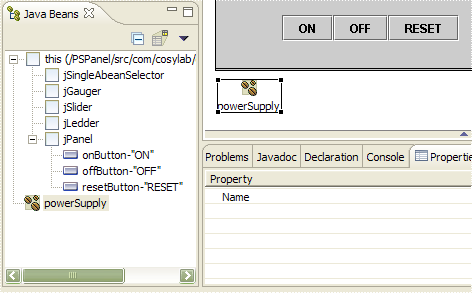 Java Beans
this (/PSPanel/src/com/cosylab/
jSingleAbeanSelector
jGauger
jSlider
jLedder
jPanel
onButton-"ON"
offButton-"OFF"
resetButton-"RESET"
powerSupply
ON OFF RESET
powerSupply
Problems Javadoc Declaration Console Propertie
Property
Name